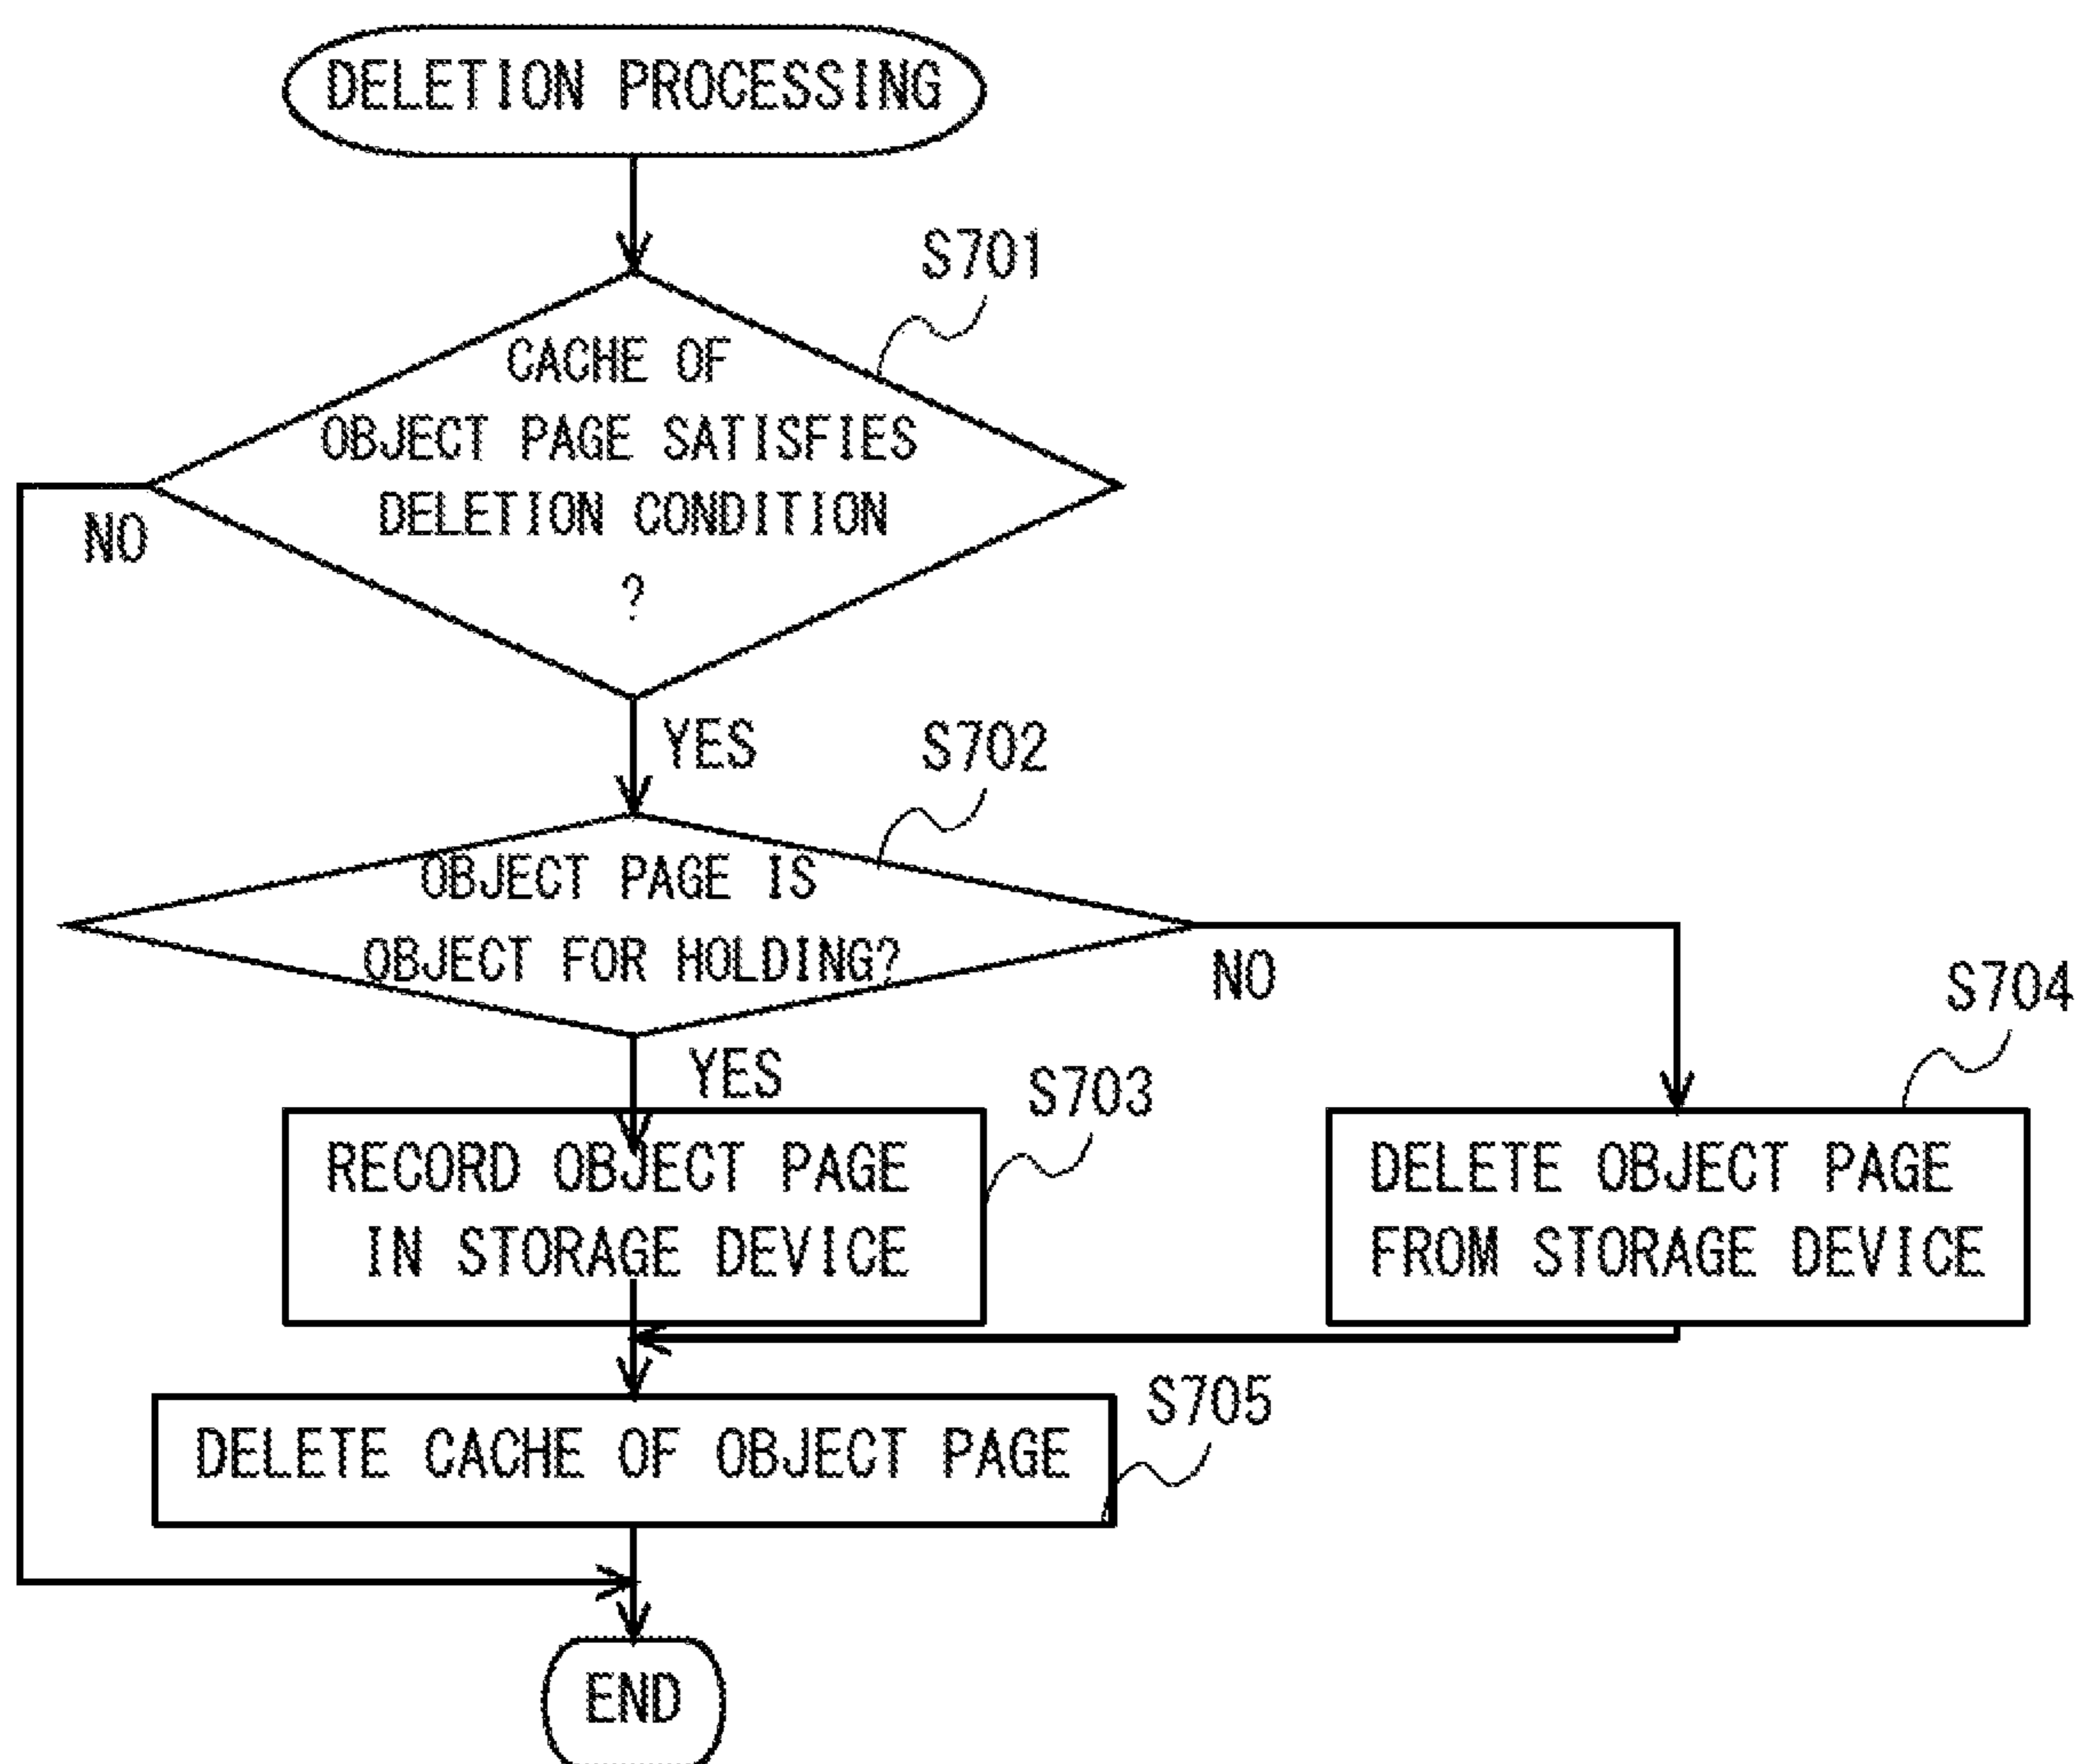 DELETION PROCESSING
S701
CACHE OF
OBJECT PAGE SATISFIES
DELETION CONDITION
?
NO
YES
S702
OBJECT PAGE IS
OBJECT FOR HOLDING?
NO
YES
S703
S704
RECORD OBJECT PAGE
IN STORAGE DEVICE
DELETE OBJECT PAGE
FROM STORAGE DEVICE
S705
DELETE CACHE OF OBJECT PAGE
END